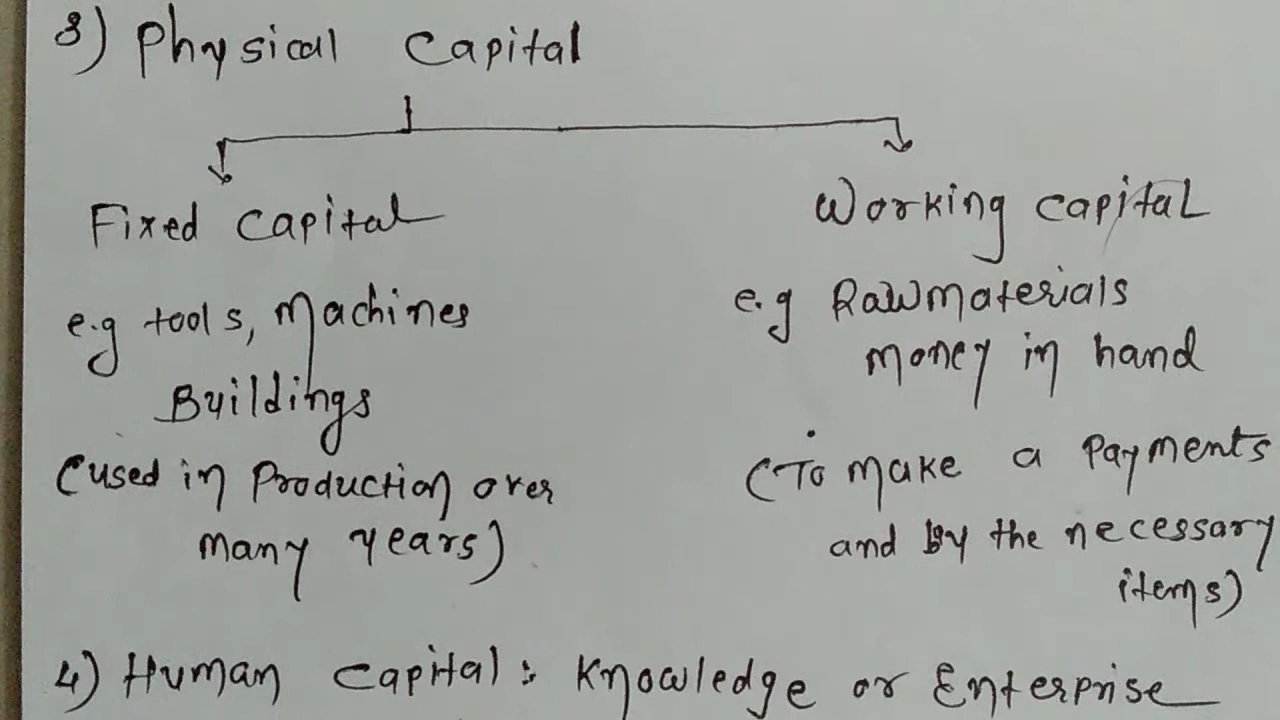 3) Physical Capital
Fixed Capital
e.g tools, Machines
Buildings
(used in Production over
many years)
Working capital
e.g Rawmaterials
money in hand
(To make a Payments
and by the necessary
items)
4) Human Capital: Knowledge or Enterprise